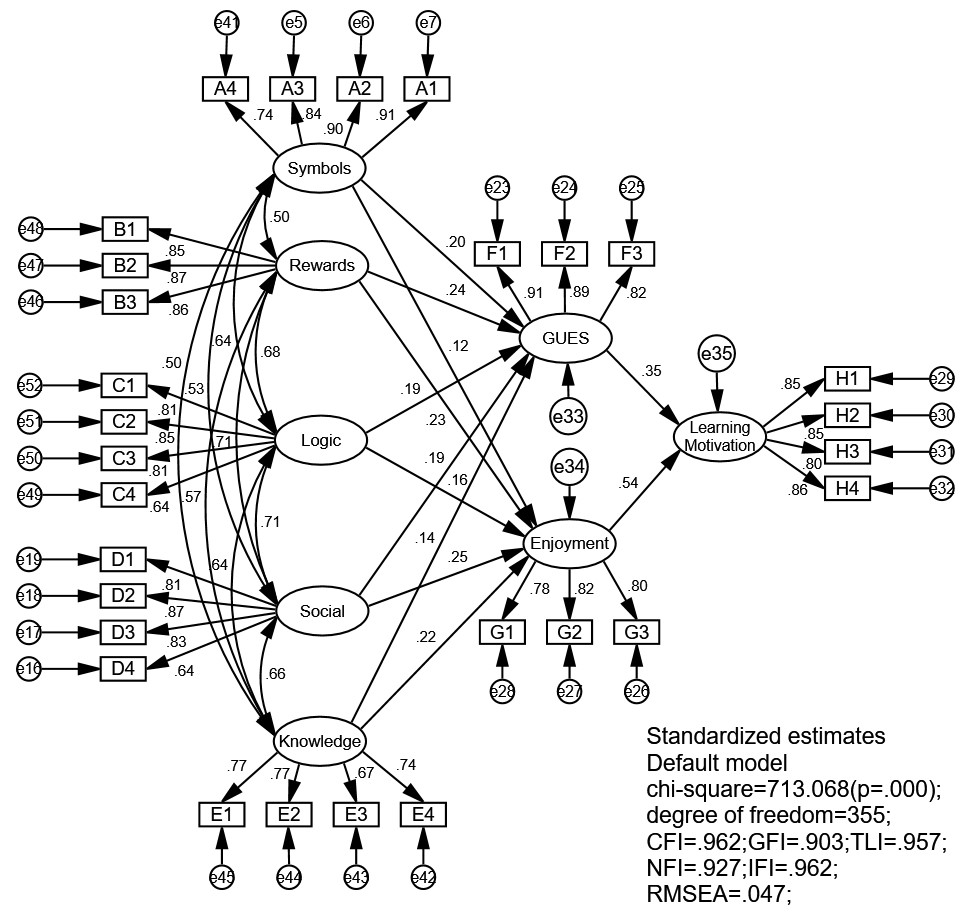 e41 e5 e6 e7
A4 A3 A2 A1
.74 .84 .90 .91
Symbols
e23 e24 e25
e48 B1
.50
.85
.20
F1 F2 F3
e47 B2
Rewards
.87
.24
.91 .89 .82
e46 B3
.86
GUES
.64 .68
.12
.50
e35
.35
e52 C1
.53
.19
.85 H1 e29
.81
e33
e51 C2
.23
H2 e30
Learning
Motivation
.85
.85
Logic
.71
e50 C3
.81
.19
e34
H3 e31
.80
.16
.54
.86 H4 e32
e49 C4
.64 .57
.71
.14
Enjoyment
e19 D1
.64
.25
.81
.78 .82 .80
e18 D2
.87
Social
e17 D3
.83
.22
G1 G2 G3
e16 D4
.64
.66
e28 e27 e26
Knowledge
.77 .77 .67 .74
E1 E2 E3 E4
e45 e44 e43 e42
Standardized estimates
Default model
chi-square=713.068(p=.000);
degree of freedom=355;
CFI=.962;GFI=.903;TLI=.957;
NFI=.927;IFI=.962;
RMSEA=.047;